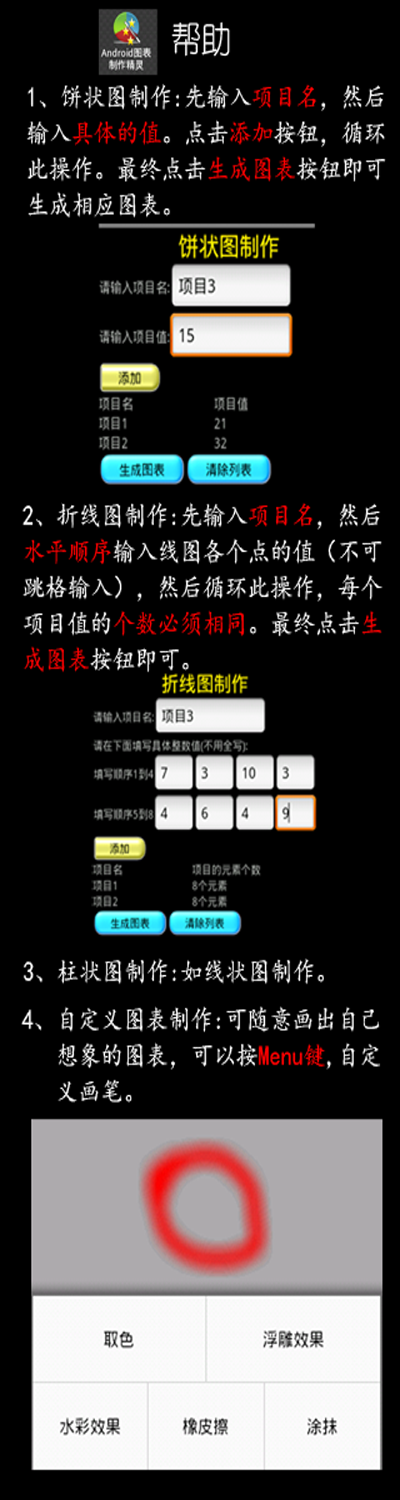 Android图表
制作精灵
帮助
1、饼状图制作:先输入项目名，然后
输入具体的值。点击添加按钮，循环
此操作。最终点击生成图表按钮即可
生成相应图表。
饼状图制作
请输入项目名: 项目3
请输入项目值: 15
添加
项目名 项目值
项目1 21
项目2 32
生成图表 清除列表
2、折线图制作:先输入项目名，然后
水平顺序输入线图各个点的值（不可
跳格输入），然后循环此操作，每个
项目值的个数必须相同。最终点击生
成图表按钮即可。
折线图制作
请输入项目名: 项目3
请在下面填写具体整数值(不用全写):
填写顺序1到4 7 3 10 3
填写顺序5到8 4 6 4 9
添加
项目名 项目的元素个数
项目1 8个元素
项目2 8个元素
生成图表 清除列表
3、柱状图制作:如线状图制作。
4、自定义图表制作:可随意画出自己
想象的图表，可以按Menu键,自定
义画笔。
取色 浮雕效果
水彩效果 橡皮擦 涂抹